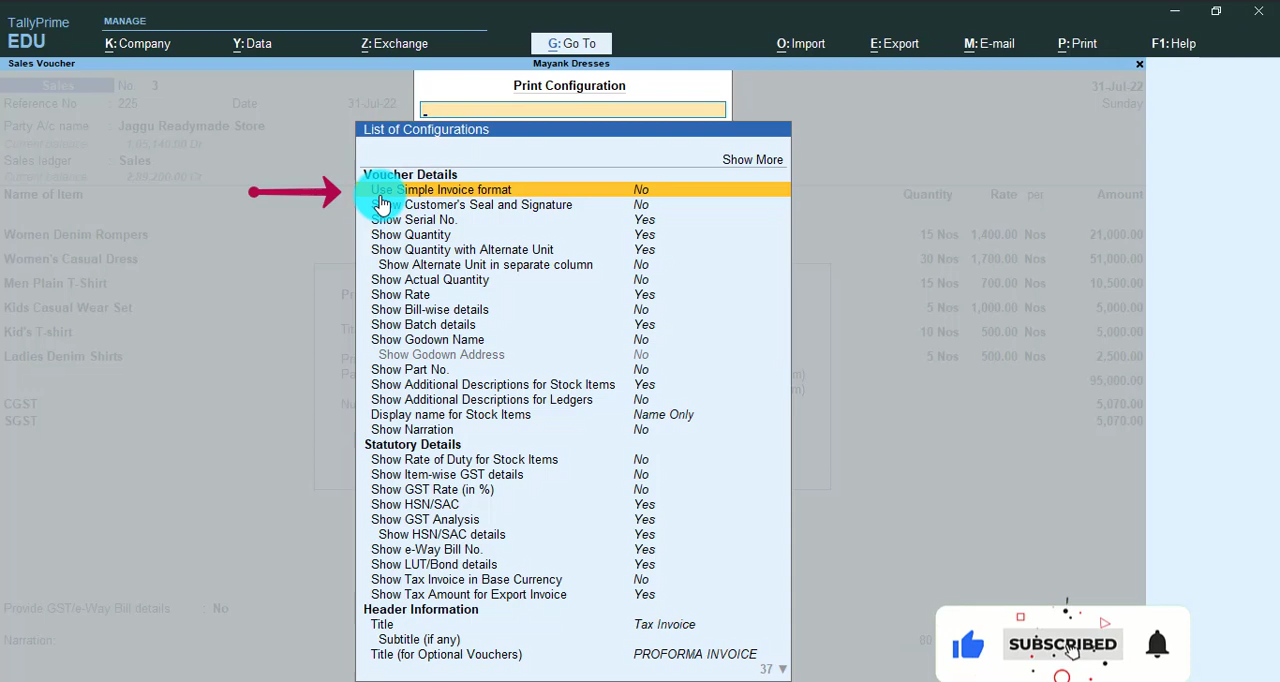 TallyPrime
EDU
MANAGE
K: Company
Y: Data
Z: Exchange
G: Go To
O: Import
E: Export
M: E-mail
P: Print
F1: Help
Sales Voucher
Mayank Dresses
Sales No 3
31-Jul-22
Reference No : 225 Date 31-Jul-22
Sunday
Party A/c name : Jaggu Readymade Store
Current balance : 1,05,140.00 Dr
Sales ledger : Sales
Current balance
Name of Item Quantity Rate per Amount
Women Denim Rompers 15 Nos 1,400.00 Nos 21,000.00
Women's Casual Dress 30 Nos 1,700.00 Nos 51,000.00
Men Plain T-Shirt 15 Nos 700.00 Nos 10,500.00
Kids Casual Wear Set 5 Nos 1,000.00 Nos 5,000.00
Kid's T-shirt 10 Nos 500.00 Nos 5,000.00
Ladies Denim Shirts 5 Nos 500.00 Nos 2,500.00
95,000.00
CGST 5,070.00
SGST 5,070.00
Provide GST/e-Way Bill details : No
Narration:
80
Print Configuration
List of Configurations
Show More
Voucher Details
Use Simple Invoice format No
Show Customer's Seal and Signature No
Show Serial No. Yes
Show Quantity Yes
Show Quantity with Alternate Unit Yes
Show Alternate Unit in separate column No
Show Actual Quantity No
Show Rate Yes
Show Bill-wise details No
Show Batch details Yes
Show Godown Name No
Show Godown Address No
Show Part No. No
Show Additional Descriptions for Stock Items Yes
Show Additional Descriptions for Ledgers No
Display name for Stock Items Name Only
Show Narration No
Statutory Details
Show Rate of Duty for Stock Items No
Show Item-wise GST details No
Show GST Rate (in %) No
Show HSN/SAC Yes
Show GST Analysis Yes
Show HSN/SAC details Yes
Show e-Way Bill No. Yes
Show LUT/Bond details Yes
Show Tax Invoice in Base Currency No
Show Tax Amount for Export Invoice Yes
Header Information
Title Tax Invoice
Subtitle (if any)
Title (for Optional Vouchers) PROFORMA INVOICE
37 ▼
SUBSCRIBED